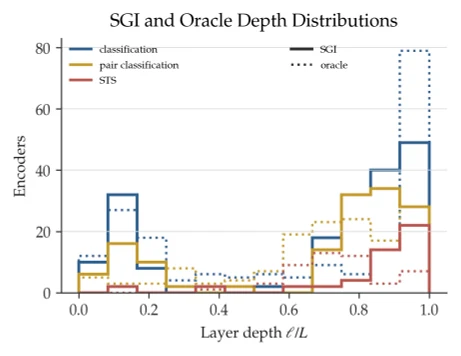 SGI and Oracle Depth Distributions
classification
pair classification
STS
SGI
oracle
Encoders
80
60
40
20
0
0.0 0.2 0.4 0.6 0.8 1.0
Layer depth ℓ/L